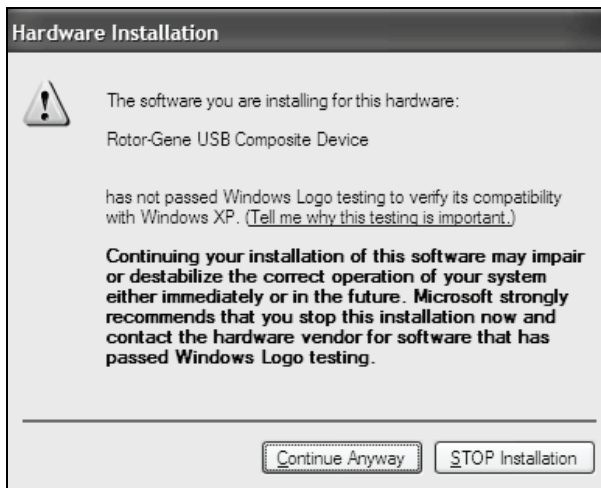 Hardware Installation
The software you are installing for this hardware:
Rotor-Gene USB Composite Device
has not passed Windows Logo testing to verify its compatibility
with Windows XP. (Tell me why this testing is important.)
Continuing your installation of this software may impair
or destabilize the correct operation of your system
either immediately or in the future. Microsoft strongly
recommends that you stop this installation now and
contact the hardware vendor for software that has
passed Windows Logo testing.
Continue Anyway
STOP Installation